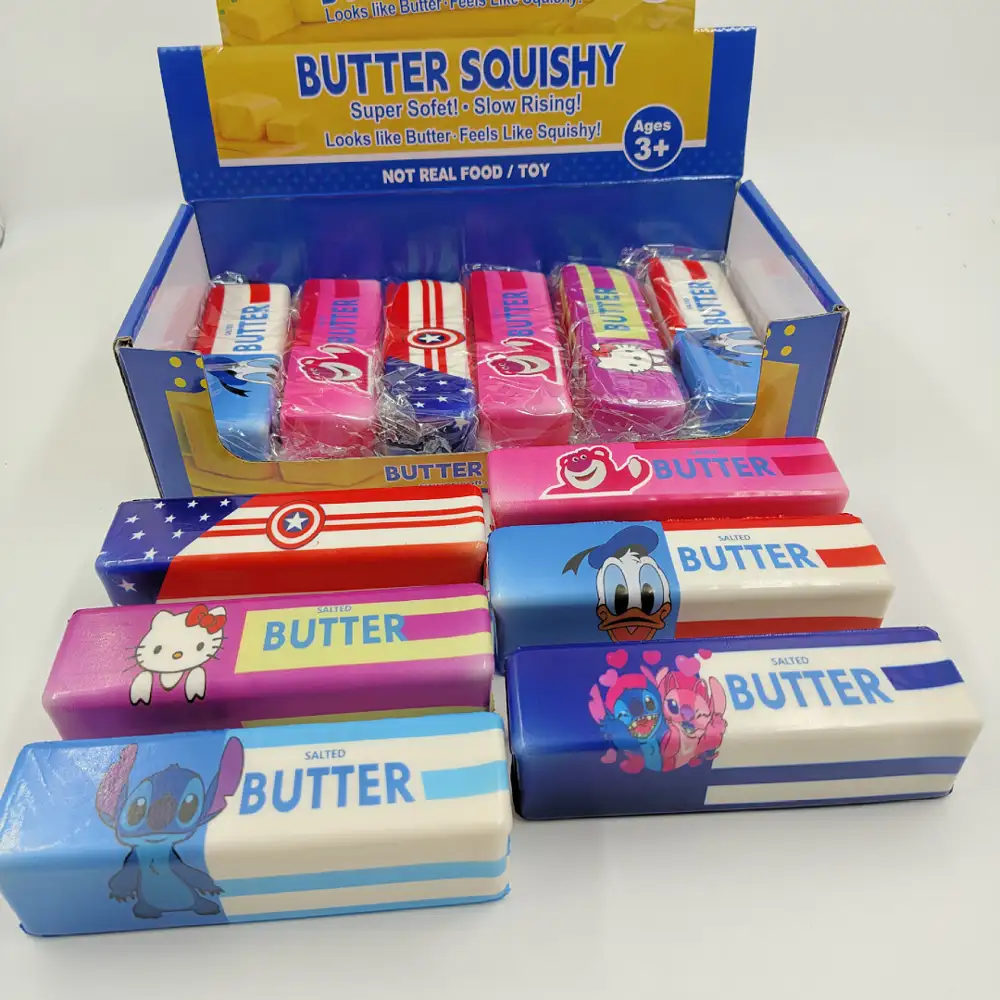 Looks like Butter·Feels Like Squishy!
BUTTER SQUISHY
Super Sofet! • Slow Rising!
Looks like Butter·Feels Like Squishy!
Ages
3+
NOT REAL FOOD / TOY
SALTED
BUTTER
BUTTER
BUTTER
BUTTER
BUTTER
BUTTER
BUTTER
SALTED
BUTTER
SALTED
BUTTER
SALTED
BUTTER
SALTED
BUTTER
SALTED
BUTTER